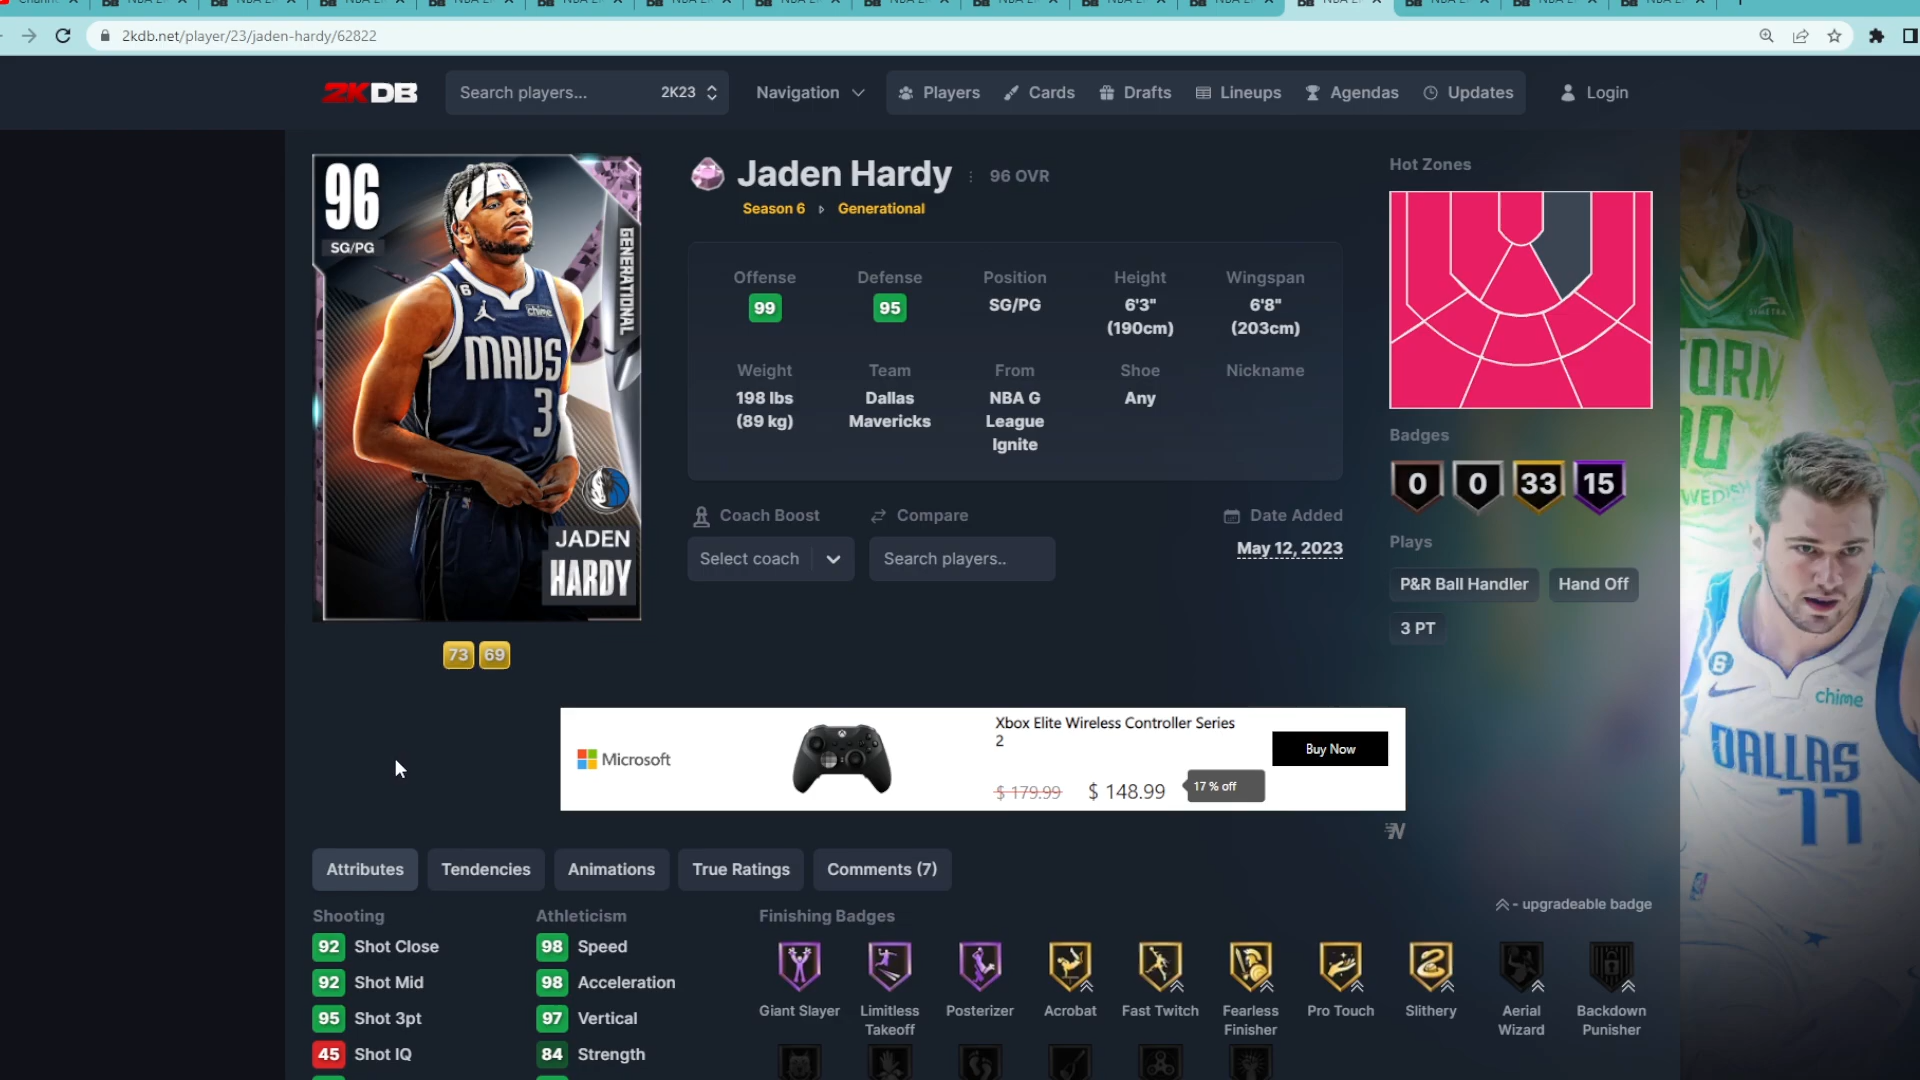 2kdb.net/player/23/jaden-hardy/62822
2KDB
Search players...
2K23
Navigation
Players
Cards
Drafts
Lineups
Agendas
Updates
Login
96
SG/PG
GENERATIONAL
6
chime
MAVS
3
JADEN
HARDY
73 69
Jaden Hardy
96 OVR
Season 6
Generational
Offense
99
Defense
95
Position
SG/PG
Height
6'3"
(190cm)
Wingspan
6'8"
(203cm)
Weight
198 lbs
(89 kg)
Team
Dallas
Mavericks
From
NBA G
League
Ignite
Shoe
Any
Nickname
Coach Boost
Select coach
Compare
Search players..
Date Added
May 12, 2023
Hot Zones
Badges
0 0 33 15
Plays
P&R Ball Handler
Hand Off
3 PT
Microsoft
Xbox Elite Wireless Controller Series
2
$ 179.99
$ 148.99
17 % off
Buy Now
Attributes
Tendencies
Animations
True Ratings
Comments (7)
- upgradeable badge
Shooting
92 Shot Close
92 Shot Mid
95 Shot 3pt
45 Shot IQ
Athleticism
98 Speed
98 Acceleration
97 Vertical
84 Strength
Finishing Badges
Giant Slayer
Limitless
Takeoff
Posterizer
Acrobat
Fast Twitch
Fearless
Finisher
Pro Touch
Slithery
Aerial
Wizard
Backdown
Punisher
6
chime
DALLAS
77